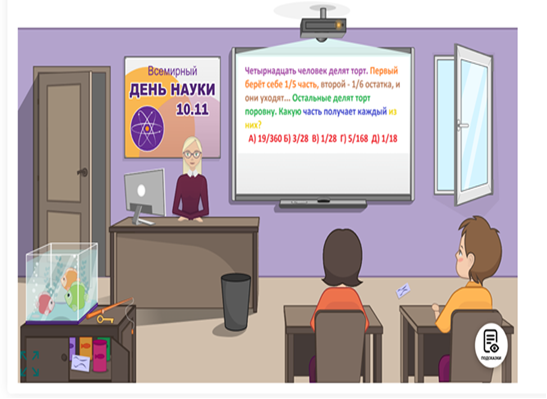 Всемирный
ДЕНЬ НАУКИ
10.11
Четырнадцать человек делят торт. Первый
берёт себе 1/5 часть, второй - 1/6 остатка, и
они уходят... Остальные делят торт
поровну. Какую часть получает каждый из
них?
А) 19/360 Б) 3/28 В) 1/28 Г) 5/168 Д) 1/18
ПОДСКАЗКИ